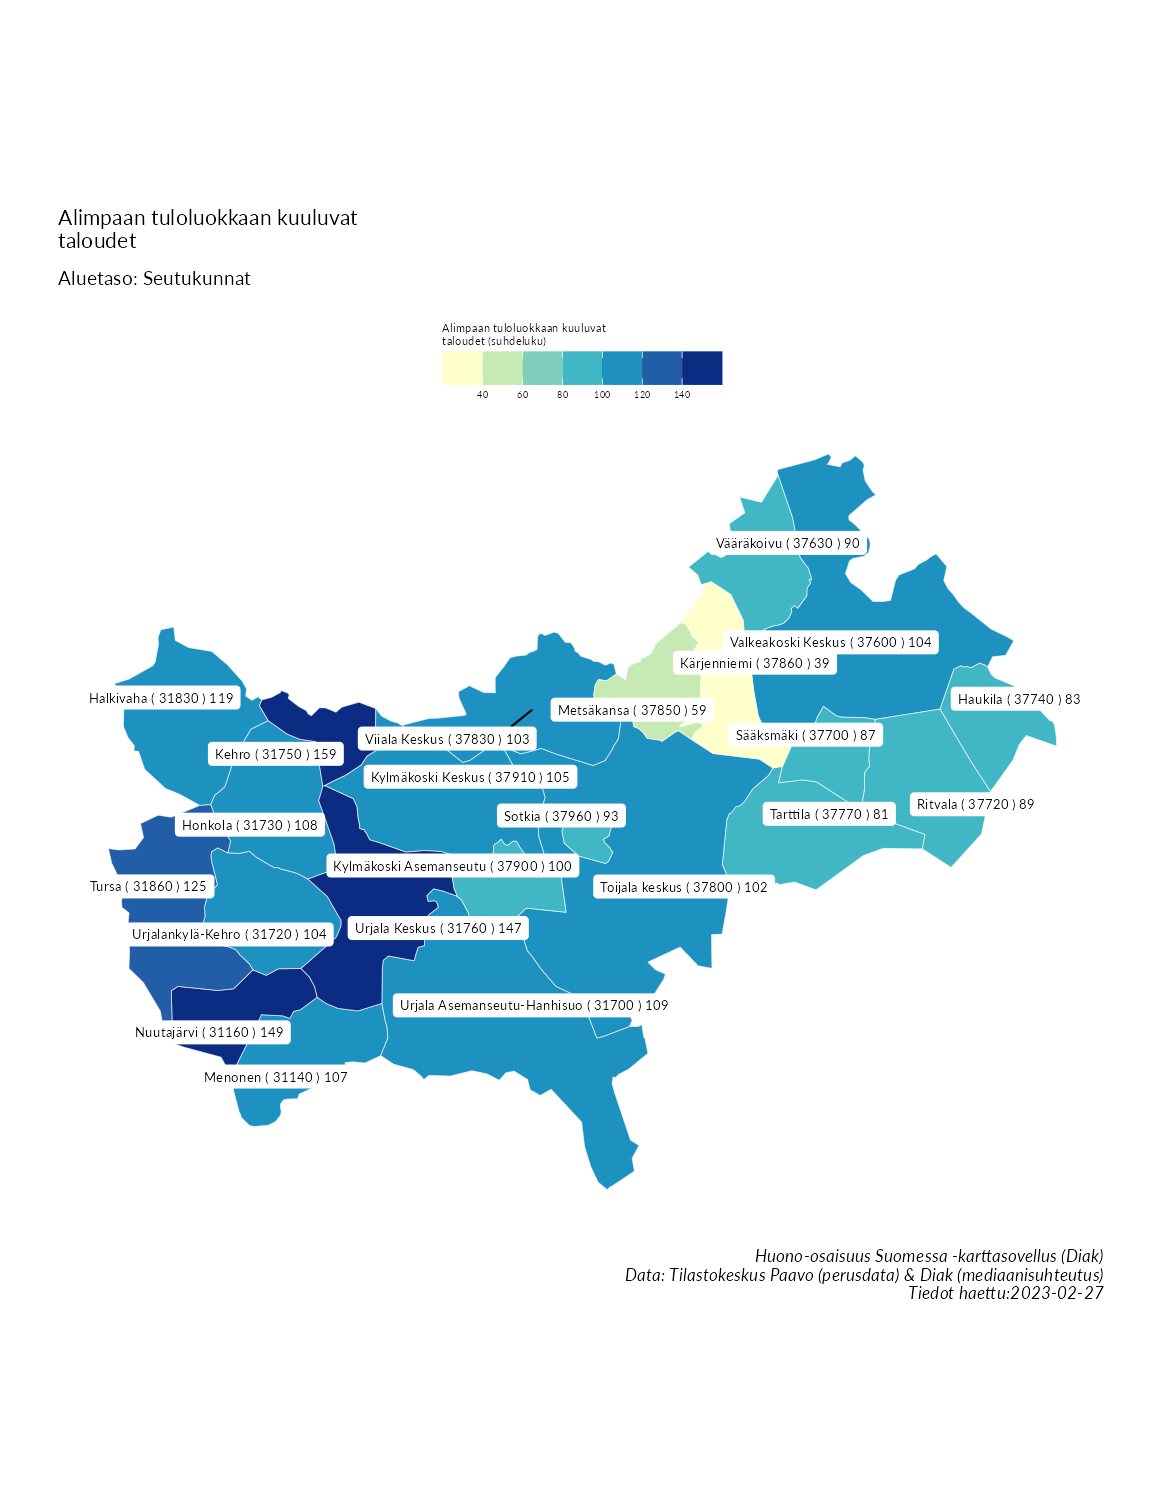 Alimpaan tuloluokkaan kuuluvat
taloudet
Aluetaso: Seutukunnat
Alimpaan tuloluokkaan kuuluvat
taloudet (suhdeluku)
40 60 80 100 120 140
Vääräkoivu ( 37630 ) 90
Valkeakoski Keskus ( 37600 ) 104
Kärjenniemi ( 37860 ) 39
Halkivaha ( 31830 ) 119
Haukila ( 37740 ) 83
Metsäkansa ( 37850 ) 59
Sääksmäki ( 37700 ) 87
Viiala Keskus ( 37830 ) 103
Kehro ( 31750 ) 159
Kylmäkoski Keskus ( 37910 ) 105
Ritvala ( 37720 ) 89
Tarttila ( 37770 ) 81
Sotkia ( 37960 ) 93
Honkola ( 31730 ) 108
Kylmäkoski Asemanseutu ( 37900 ) 100
Tursa ( 31860 ) 125
Toijala keskus ( 37800 ) 102
Urjala Keskus ( 31760 ) 147
Urjalankylä-Kehro ( 31720 ) 104
Urjala Asemanseutu-Hanhisuo ( 31700 ) 109
Nuutajärvi ( 31160 ) 149
Menonen ( 31140 ) 107
Huono-osaisuus Suomessa -karttasovellus (Diak)
Data: Tilastokeskus Paavo (perusdata) & Diak (mediaanisuhteutus)
Tiedot haettu:2023-02-27